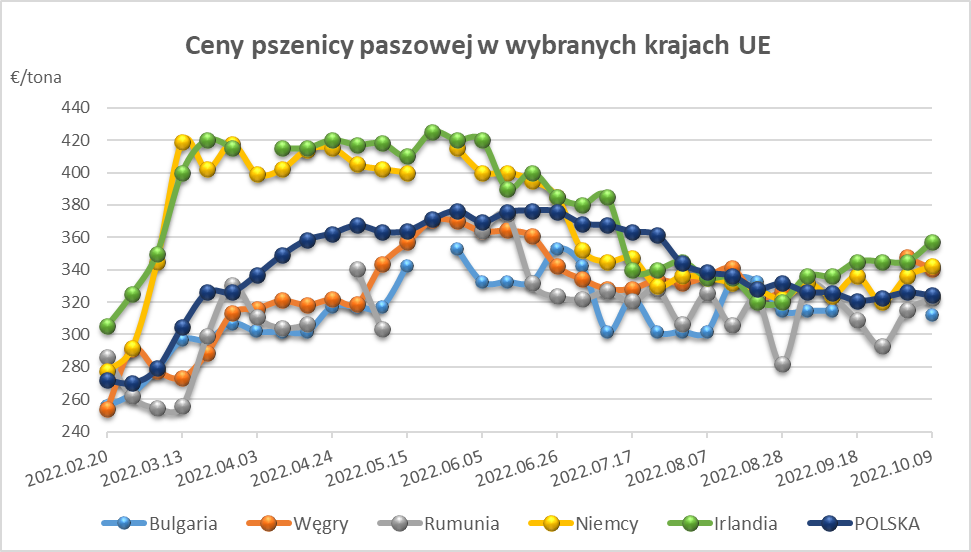 Ceny pszenicy paszowej w wybranych krajach UE
€/tona
440
420
400
380
360
340
320
300
280
260
240
2022.02.20 2022.03.13 2022.04.03 2022.04.24 2022.05.15 2022.06.05 2022.06.26 2022.07.17 2022.08.07 2022.08.28 2022.09.18 2022.10.09
Bulgaria Węgry Rumunia Niemcy Irlandia POLSKA